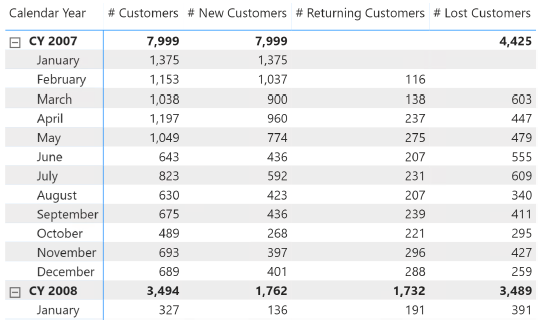 Calendar Year # Customers # New Customers # Returning Customers # Lost Customers
CY 2007 7,999 7,999 4,425
January 1,375 1,375
February 1,153 1,037 116
March 1,038 900 138 603
April 1,197 960 237 447
May 1,049 774 275 479
June 643 436 207 555
July 823 592 231 609
August 630 423 207 340
September 675 436 239 411
October 489 268 221 295
November 693 397 296 427
December 689 401 288 259
CY 2008 3,494 1,762 1,732 3,489
January 327 136 191 391